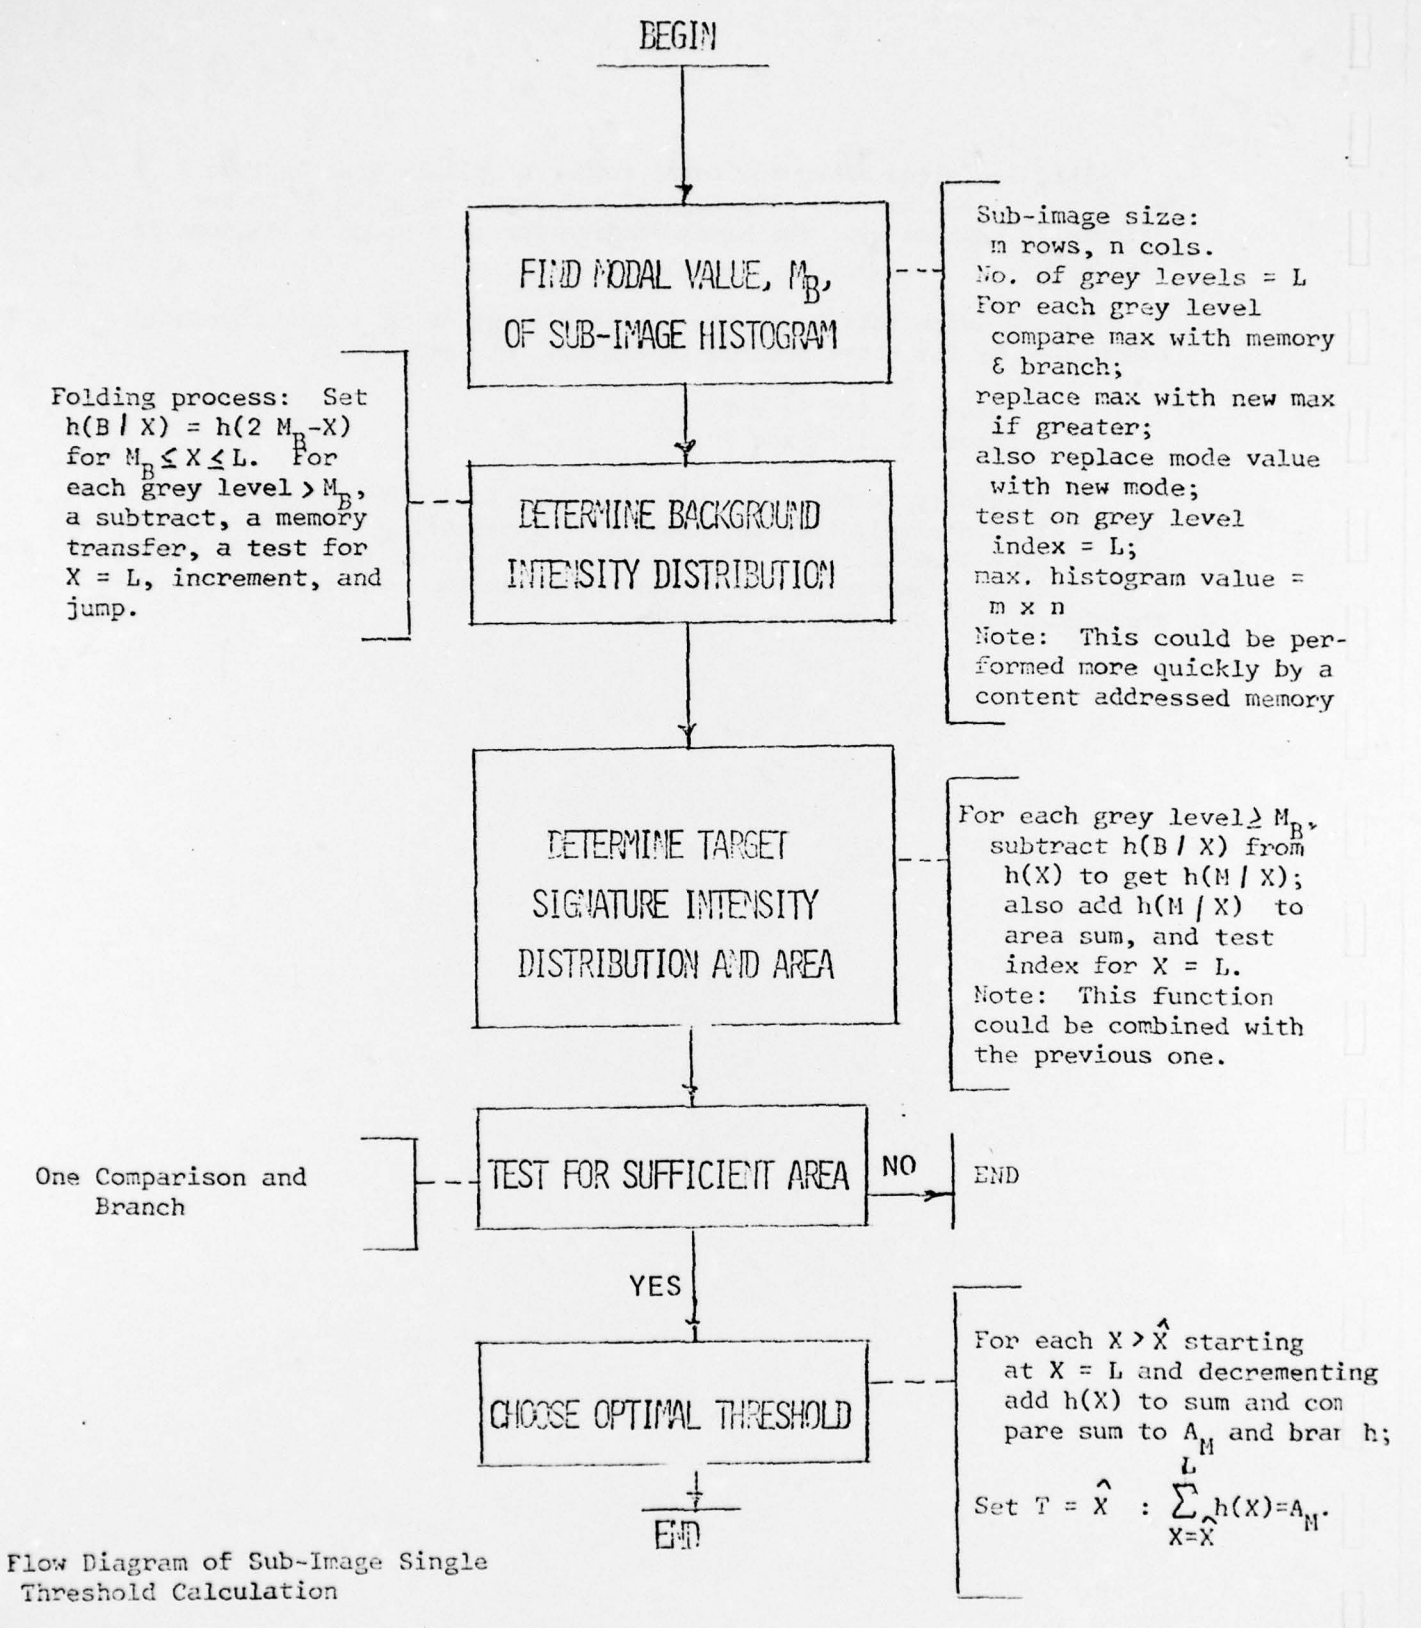 BEGIN
FIND MODAL VALUE, M_B,
OF SUB-IMAGE HISTOGRAM
Sub-image size:
m rows, n cols.
No. of grey levels = L
For each grey level
compare max with memory
& branch;
replace max with new max
if greater;
also replace mode value
with new mode;
test on grey level
index = L;
max. histogram value =
m x n
Note: This could be per-
formed more quickly by a
content addressed memory
Folding process: Set
h(B/X) = h(2 M_B-X)
for M_B ≤ X ≤ L. For
each grey level > M_B,
a subtract, a memory
transfer, a test for
X = L, increment, and
jump.
DETERMINE BACKGROUND
INTENSITY DISTRIBUTION
DETERMINE TARGET
SIGNATURE INTENSITY
DISTRIBUTION AND AREA
For each grey level ≥ M_B,
subtract h(B/X) from
h(X) to get h(M/X);
also add h(M/X) to
area sum, and test
index for X = L.
Note: This function
could be combined with
the previous one.
One Comparison and
Branch
TEST FOR SUFFICIENT AREA
NO
END
YES
CHOOSE OPTIMAL THRESHOLD
For each X > X̂ starting
at X = L and decrementing
add h(X) to sum and con
pare sum to A_M and bran h;
L
Set T = X̂ : Σ h(X)=A_M.
X=X̂
END
Flow Diagram of Sub-Image Single
Threshold Calculation